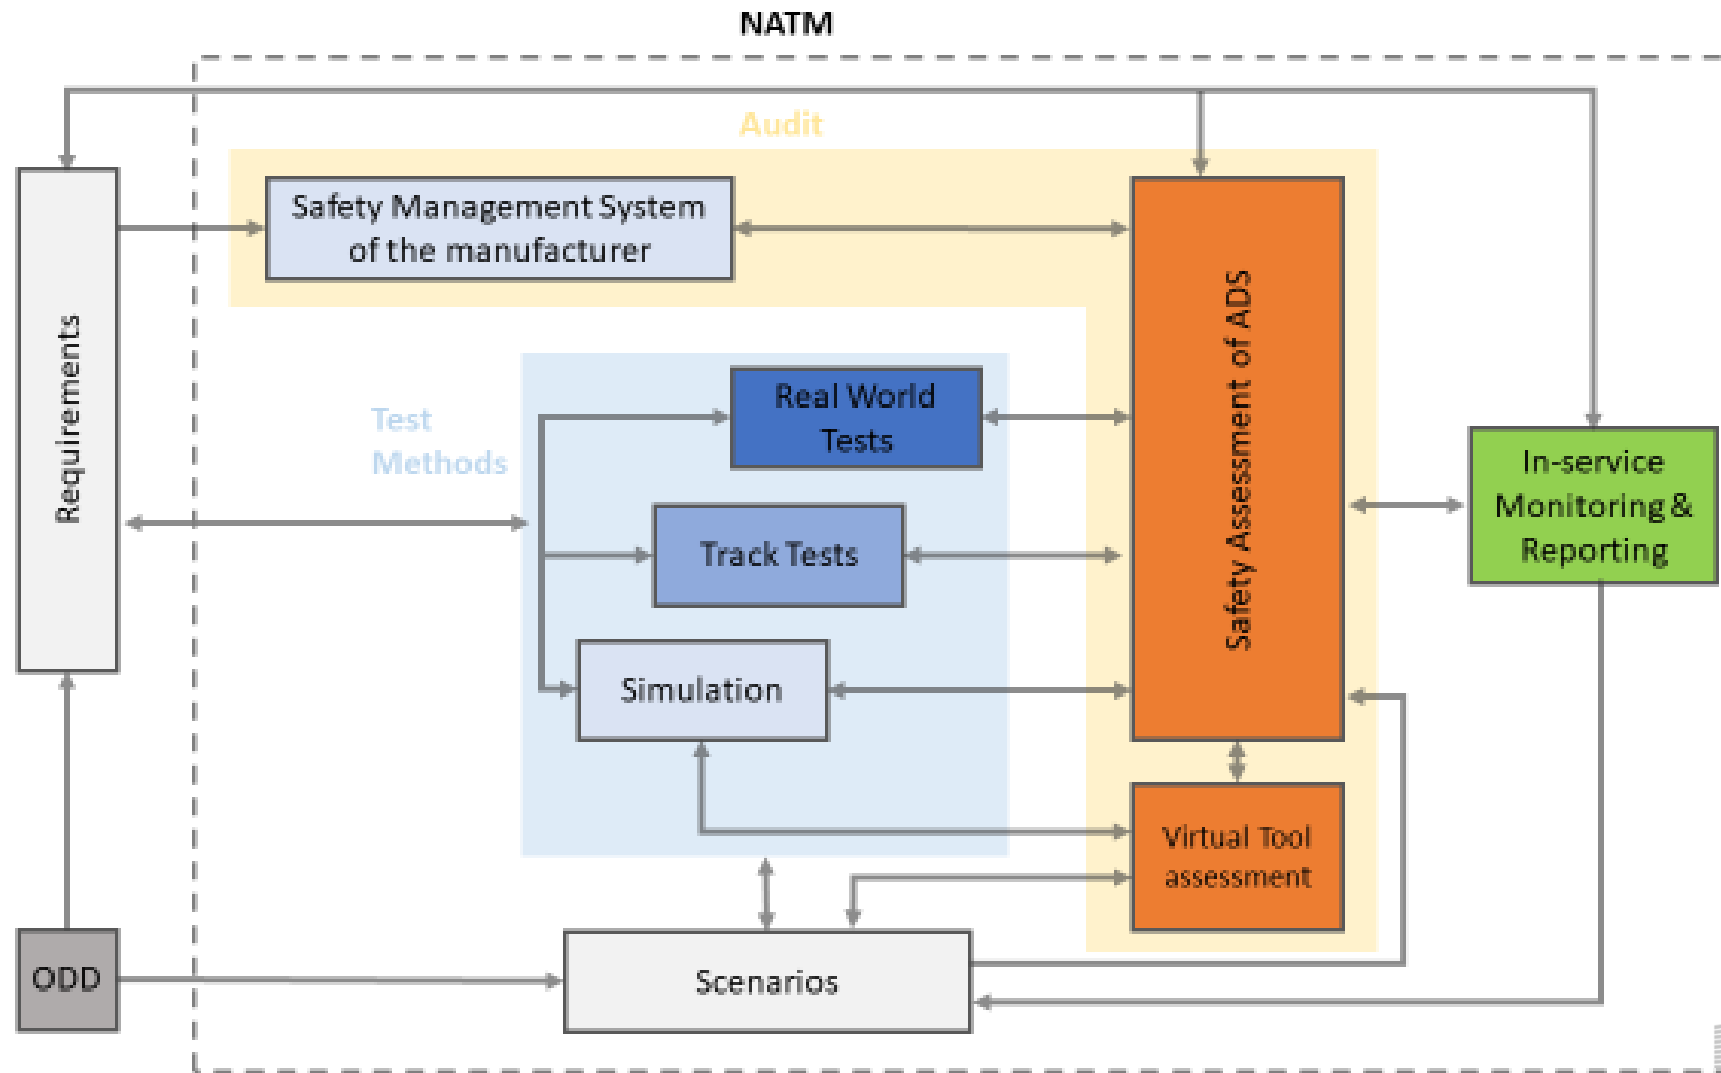 NATM
Audit
Safety Management System
of the manufacturer
Requirements
Safety Assessment of ADS
Test
Methods
Real World
Tests
Track Tests
Simulation
In-service
Monitoring &
Reporting
Virtual Tool
assessment
ODD
Scenarios